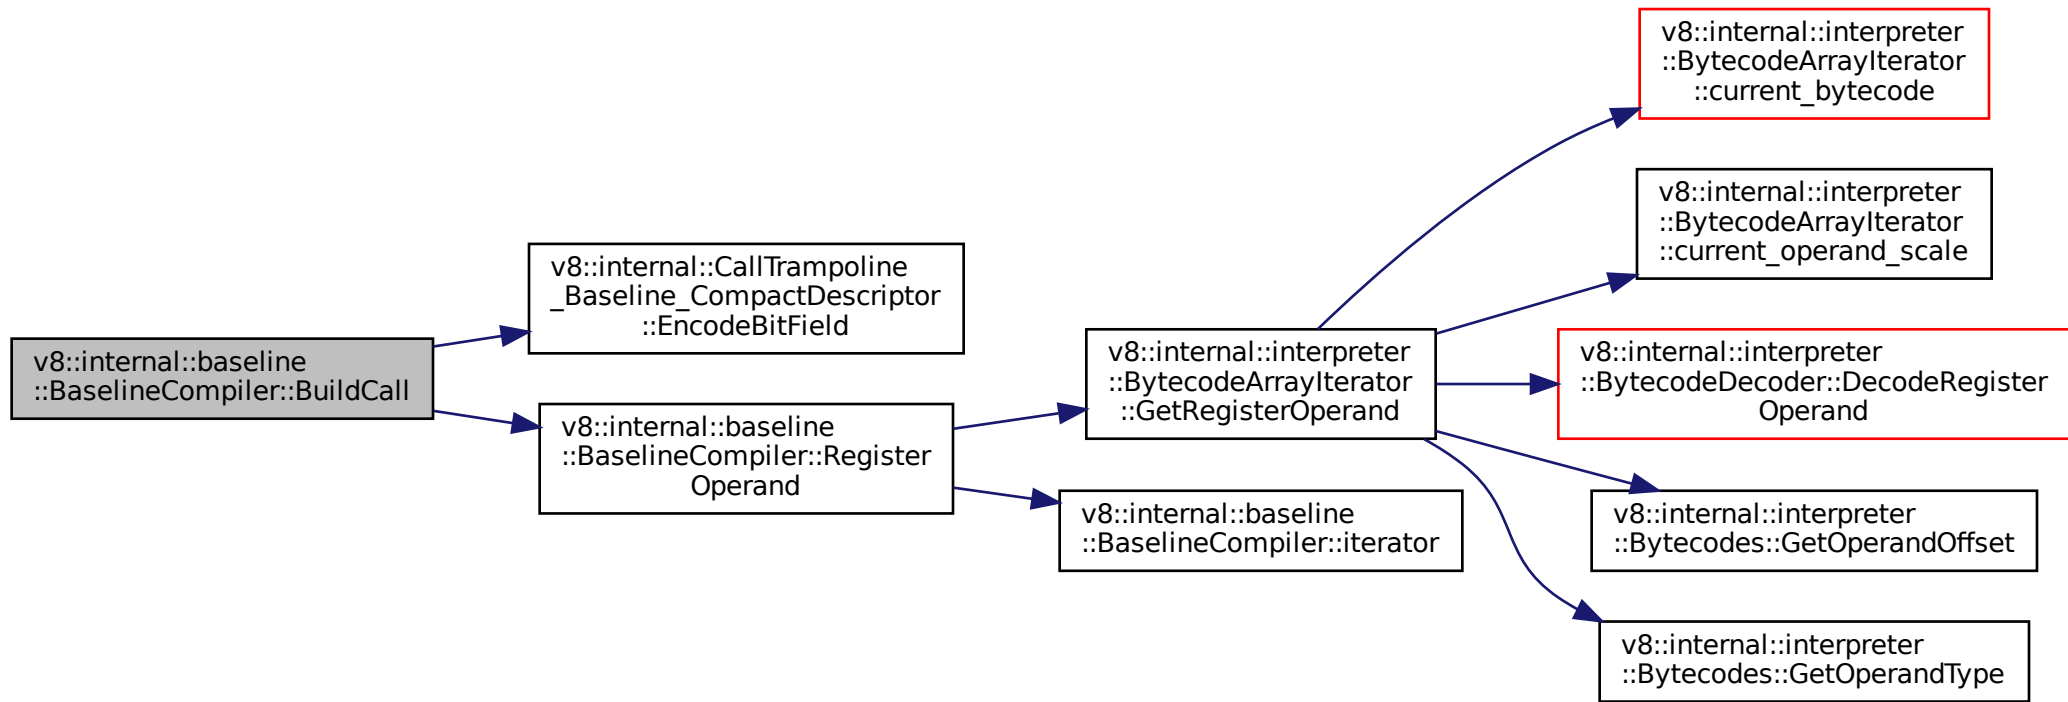 v8::internal::baseline
::BaselineCompiler::BuildCall
v8::internal::CallTrampoline
_Baseline_CompactDescriptor
::EncodeBitField
v8::internal::baseline
::BaselineCompiler::Register
Operand
v8::internal::interpreter
::BytecodeArrayIterator
::GetRegisterOperand
v8::internal::baseline
::BaselineCompiler::iterator
v8::internal::interpreter
::BytecodeArrayIterator
::current_bytecode
v8::internal::interpreter
::BytecodeArrayIterator
::current_operand_scale
v8::internal::interpreter
::BytecodeDecoder::DecodeRegister
Operand
v8::internal::interpreter
::Bytecodes::GetOperandOffset
v8::internal::interpreter
::Bytecodes::GetOperandType